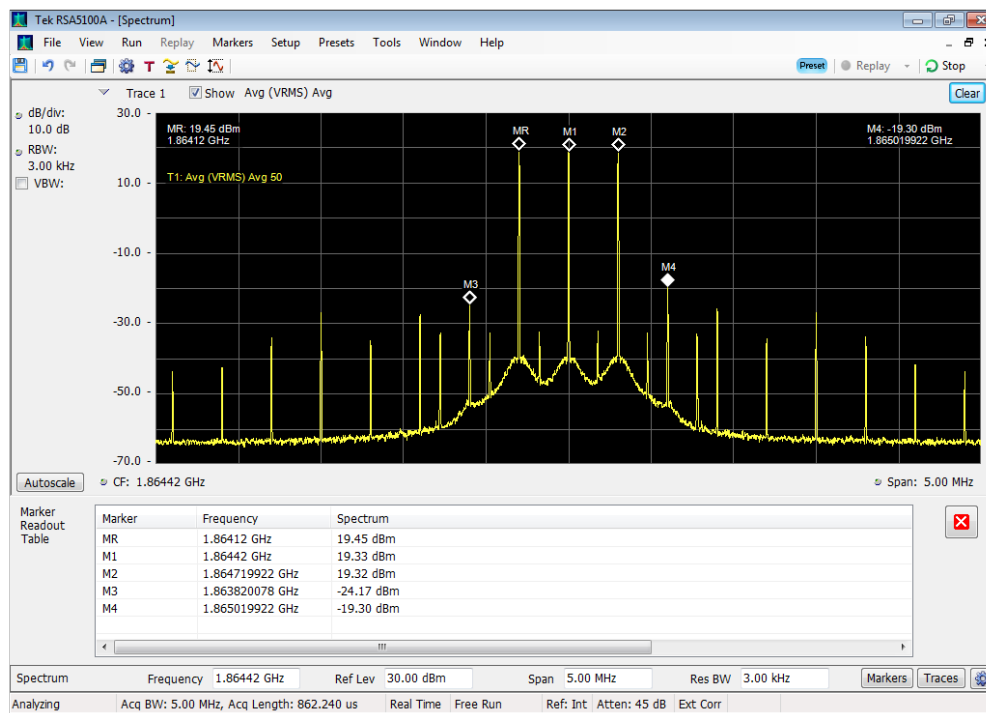 Tek RSA5100A - [Spectrum]
File View Run Replay Markers Setup Presets Tools Window Help
T Preset Replay Stop
Trace 1 Show Avg (VRMS) Avg Clear
dB/div:
10.0 dB
RBW:
3.00 kHz
VBW:
30.0 -
10.0 -
-10.0 -
-30.0 -
-50.0 -
-70.0 -
MR: 19.45 dBm
1.86412 GHz
T1: Avg (VRMS) Avg 50
M4: -19.30 dBm
1.865019922 GHz
MR M1 M2
M3 M4
Autoscale CF: 1.86442 GHz Span: 5.00 MHz
Marker
Readout
Table
Marker Frequency Spectrum
MR 1.86412 GHz 19.45 dBm
M1 1.86442 GHz 19.33 dBm
M2 1.864719922 GHz 19.32 dBm
M3 1.863820078 GHz -24.17 dBm
M4 1.865019922 GHz -19.30 dBm
Spectrum Frequency 1.86442 GHz Ref Lev 30.00 dBm Span 5.00 MHz Res BW 3.00 kHz Markers Traces
Analyzing Acq BW: 5.00 MHz, Acq Length: 862.240 us Real Time Free Run Ref: Int Atten: 45 dB Ext Corr